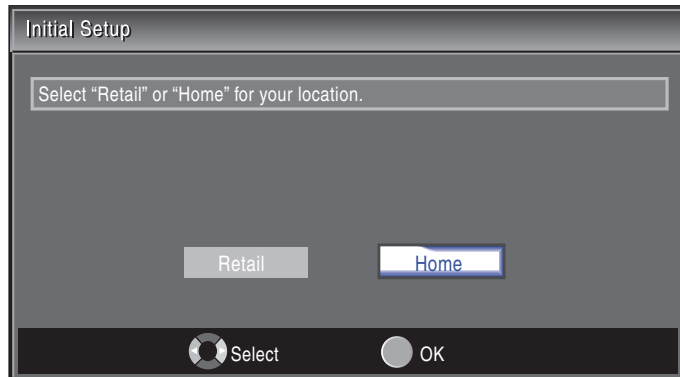 Initial Setup
Select “Retail” or “Home” for your location.
Retail Home
Select OK